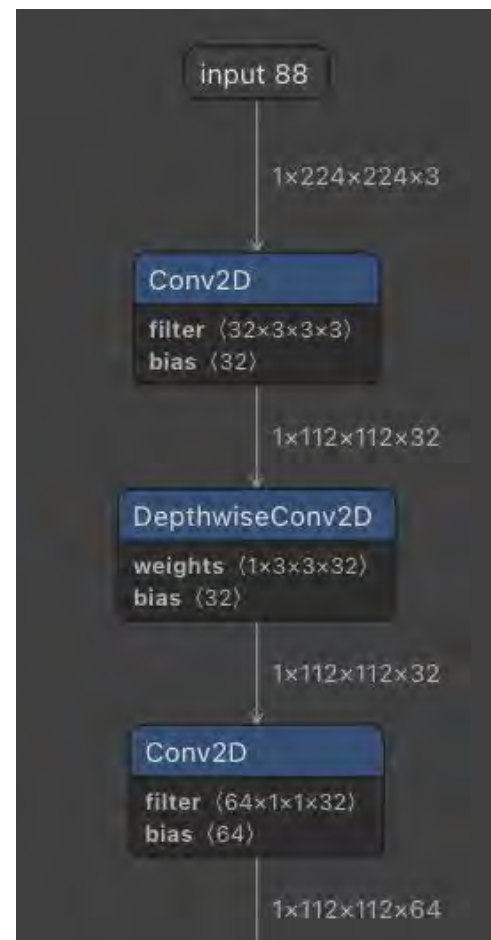 input 88
1×224×224×3
Conv2D
filter ⟨32×3×3×3⟩
bias ⟨32⟩
1×112×112×32
DepthwiseConv2D
weights ⟨1×3×3×32⟩
bias ⟨32⟩
1×112×112×32
Conv2D
filter ⟨64×1×1×32⟩
bias ⟨64⟩
1×112×112×64